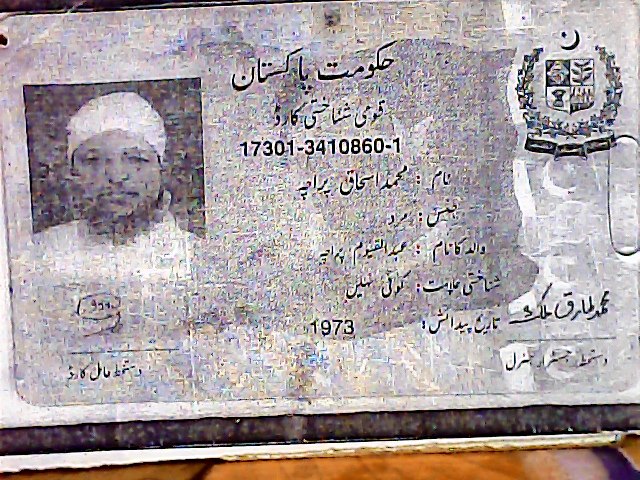 حکومت پاکستان
قومی شناختی کارڈ
17301-3410860-1
نام : محمد اسحاق پراچہ
جنس : مرد
والد کا نام : عبدالقیوم پراچہ
شناختی علامت : کوئی نہیں
تاریخ پیدائش : 1973
محمد طارق ملک
دستخط حامل کارڈ
دستخط رجسٹرار جنرل